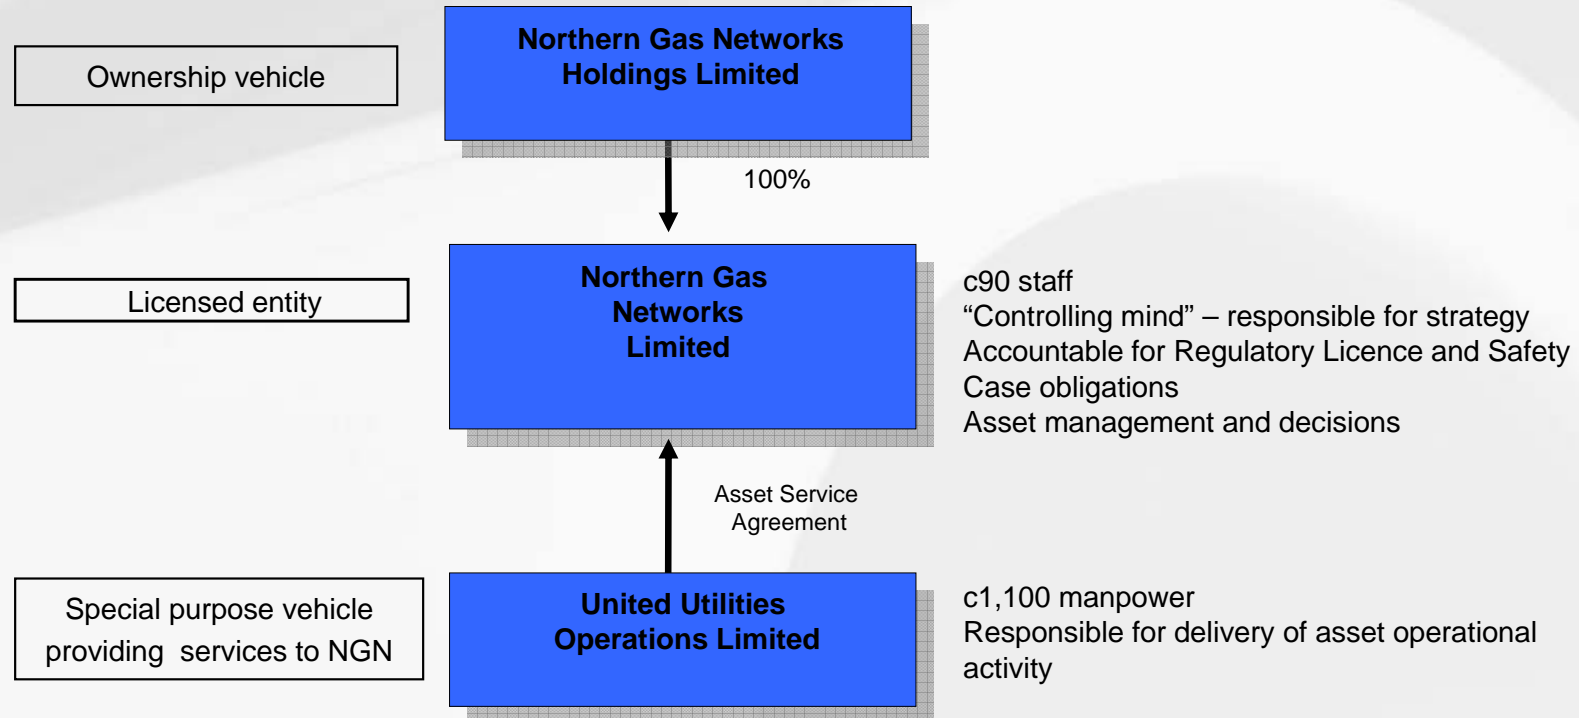 Ownership vehicle
Northern Gas Networks
Holdings Limited
100%
Licensed entity
Northern Gas
Networks
Limited
c90 staff
“Controlling mind” – responsible for strategy
Accountable for Regulatory Licence and Safety
Case obligations
Asset management and decisions
Asset Service
Agreement
Special purpose vehicle
providing services to NGN
United Utilities
Operations Limited
c1,100 manpower
Responsible for delivery of asset operational
activity